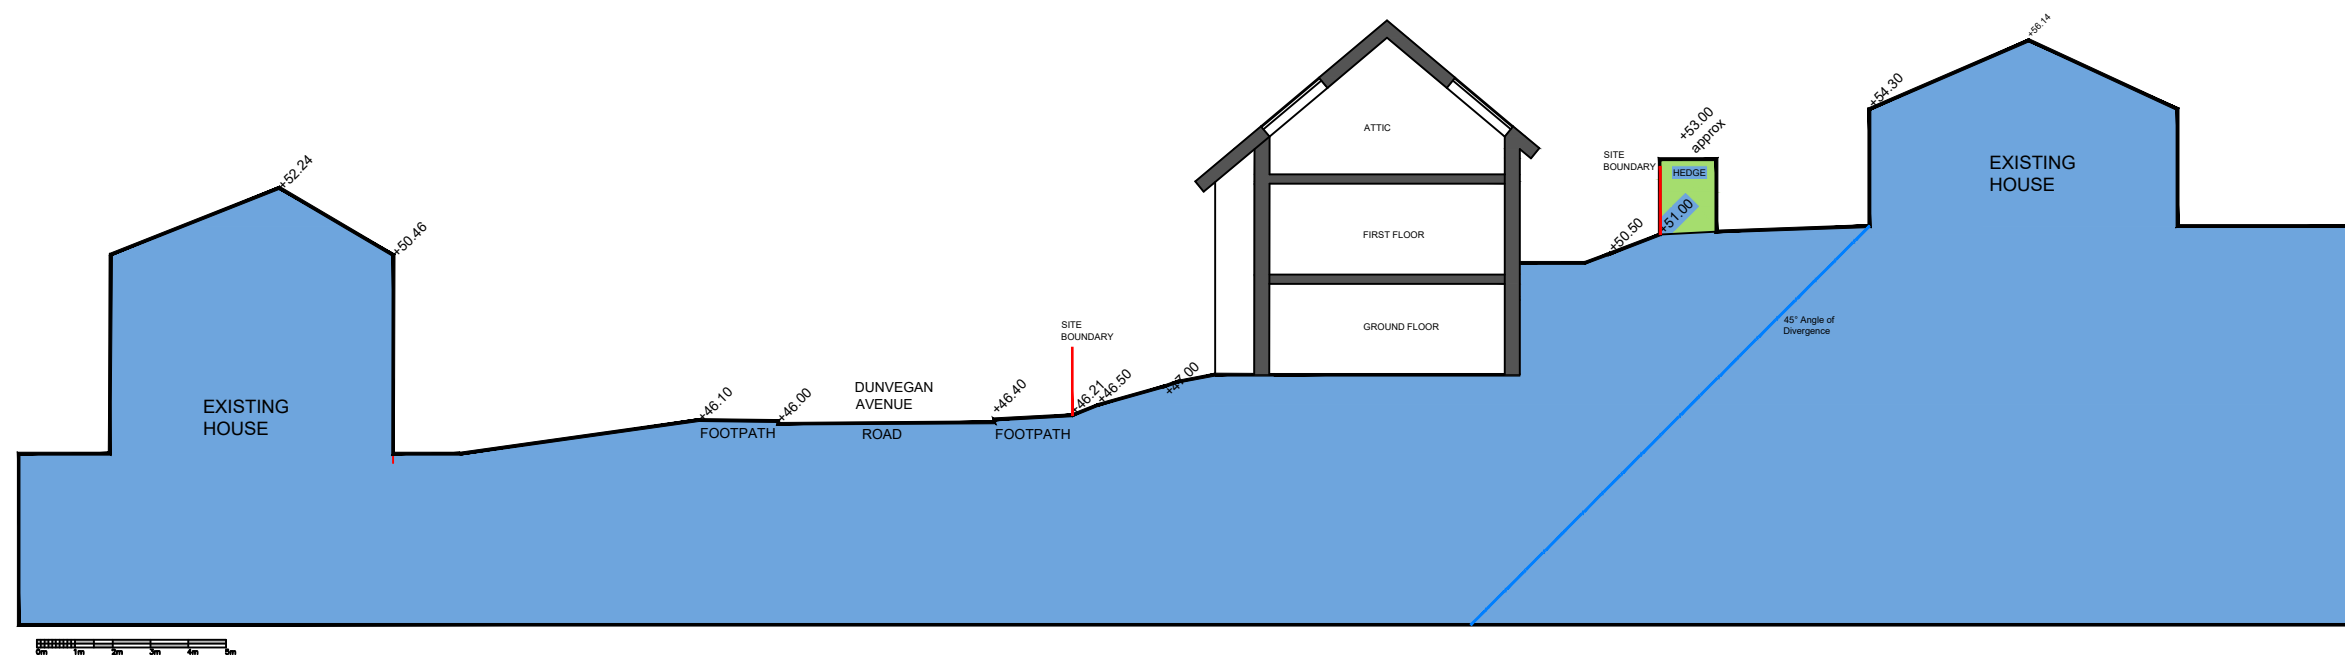 +56.14
+54.30
+53.00
approx
ATTIC
SITE
BOUNDARY
HEDGE
EXISTING
HOUSE
+52.24
+50.46
+51.00
+50.50
FIRST FLOOR
SITE
BOUNDARY
GROUND FLOOR
45° Angle of
Divergence
EXISTING
HOUSE
+46.10
+46.00
DUNVEGAN
AVENUE
+46.40
+46.21
+46.50
+47.00
FOOTPATH
ROAD
FOOTPATH
0m 1m 2m 3m 4m 5m